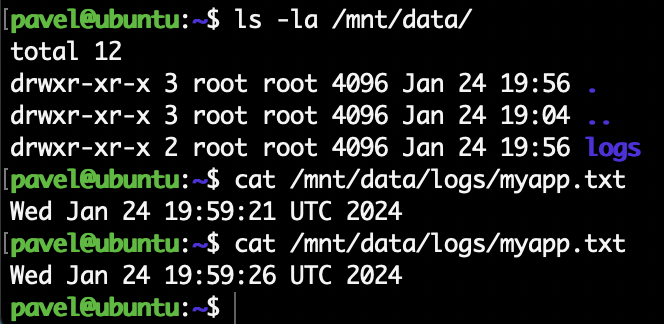 [pavel@ubuntu:~$ ls -la /mnt/data/
total 12
drwxr-xr-x 3 root root 4096 Jan 24 19:56 .
drwxr-xr-x 3 root root 4096 Jan 24 19:04 ..
drwxr-xr-x 2 root root 4096 Jan 24 19:56 logs
[pavel@ubuntu:~$ cat /mnt/data/logs/myapp.txt
Wed Jan 24 19:59:21 UTC 2024
[pavel@ubuntu:~$ cat /mnt/data/logs/myapp.txt
Wed Jan 24 19:59:26 UTC 2024
pavel@ubuntu:~$